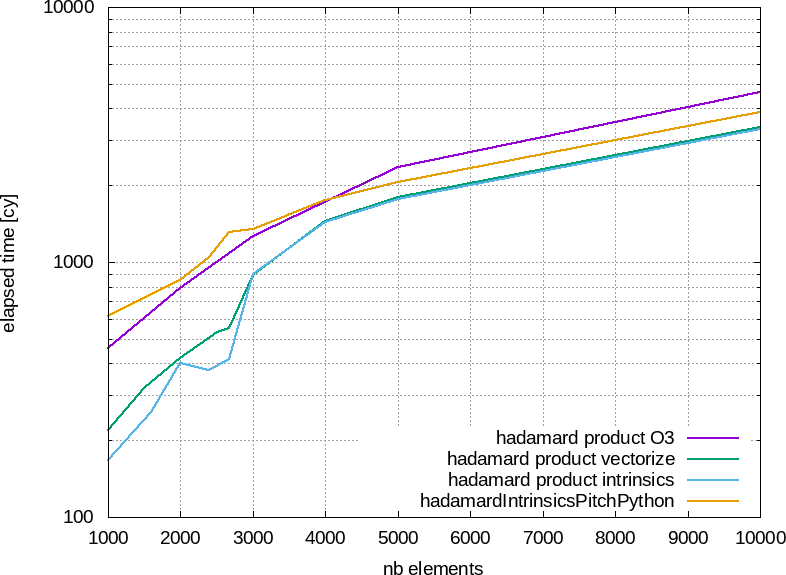 10000
1000
100
elapsed time [cy]
hadamard product O3
hadamard product vectorize
hadamard product intrinsics
hadamardIntrinsicsPitchPython
1000 2000 3000 4000 5000 6000 7000 8000 9000 10000
nb elements